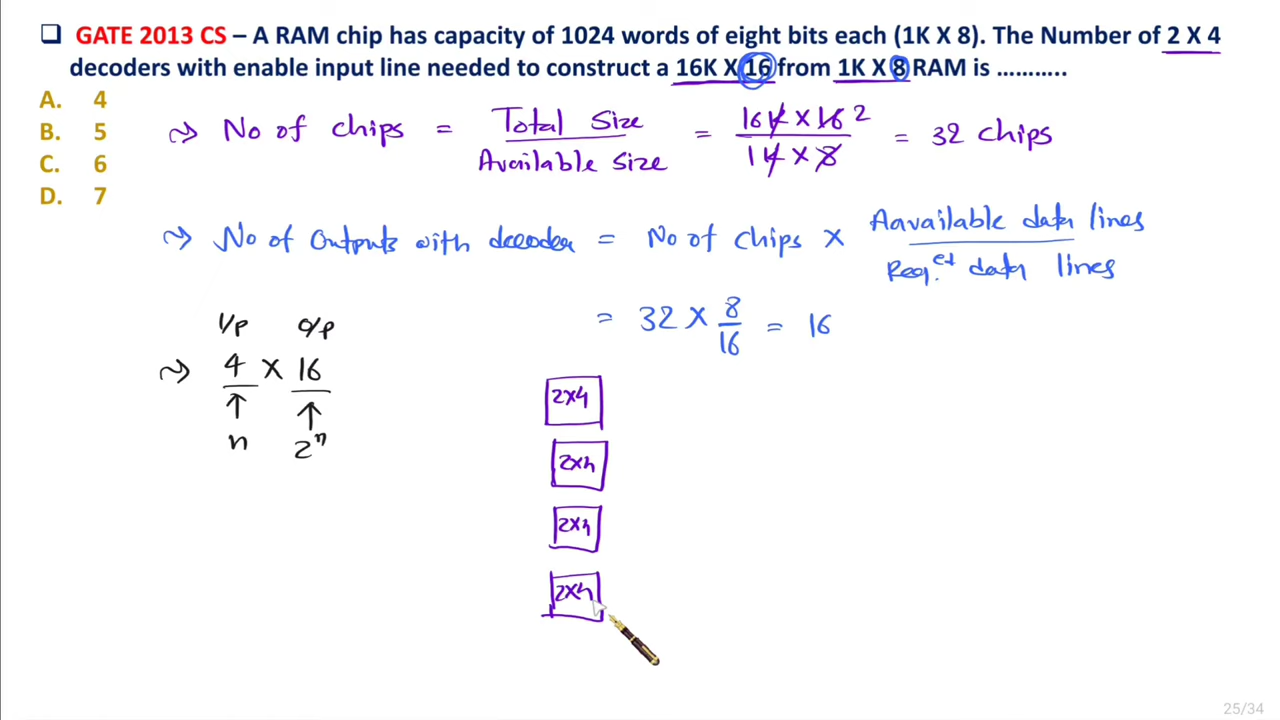 ❑ GATE 2013 CS – A RAM chip has capacity of 1024 words of eight bits each (1K X 8). The Number of 2 X 4
decoders with enable input line needed to construct a 16K X 16 from 1K X 8 RAM is ………..
A. 4
B. 5
C. 6
D. 7
⇝ No of chips = Total Size / Available size = 16K X 16 2 / 1K X 8 = 32 chips
⇝ No of Outputs with decoder = No of chips X Aavailable data lines / Req.ed data lines
= 32 X 8/16 = 16
I/P O/P
⇝ 4 X 16
↑ ↑
n 2ⁿ
2X4
2X4
2X4
2X4
25/34